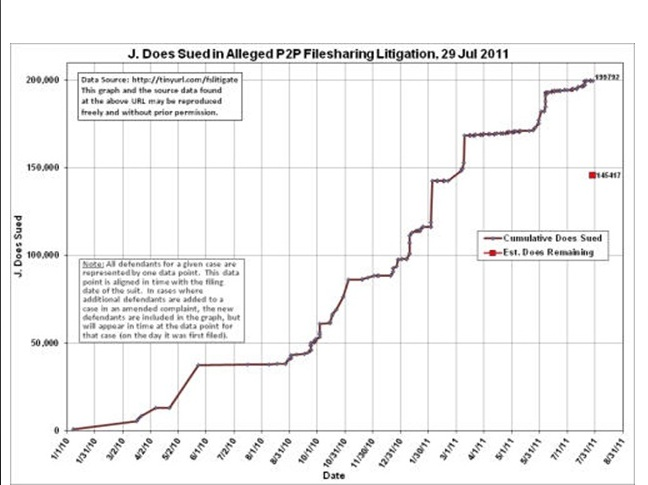 J. Does Sued in Alleged P2P Filesharing Litigation, 29 Jul 2011
Data Source: http://tinyurl.com/fslitigate
This graph and the source data found
at the above URL may be reproduced
freely and without prior permission.
199792
145417
Cumulative Does Sued
Est. Does Remaining
Note: All defendants for a given case are
represented by one data point. This data
point is aligned in time with the filing
date of the suit. In cases where
additional defendants are added to a
case in an amended complaint, the new
defendants are included in the graph, but
will appear in time at the data point for
that case (on the day it was first filed).
J. Does Sued
200,000
150,000
100,000
50,000
0
1/1/10
1/31/10
3/2/10
4/2/10
5/2/10
6/2/10
7/2/10
8/1/10
8/31/10
10/1/10
10/31/10
11/30/10
12/31/10
1/30/11
3/1/11
4/1/11
5/1/11
5/31/11
7/1/11
7/31/11
8/31/11
Date